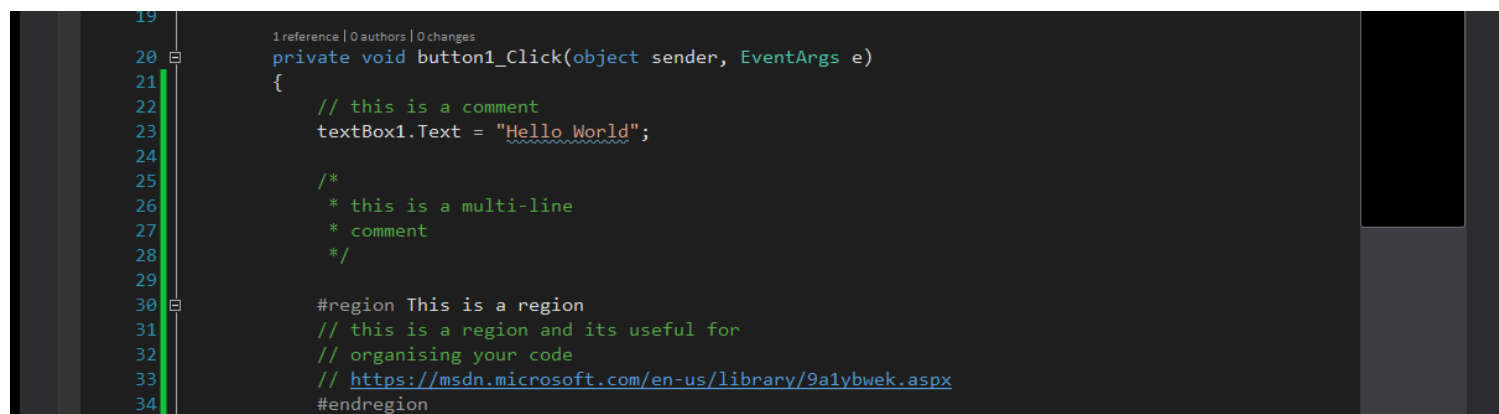 19
1 reference | 0 authors | 0 changes
20 private void button1_Click(object sender, EventArgs e)
21 {
22 // this is a comment
23 textBox1.Text = "Hello World";
24
25 /*
26 * this is a multi-line
27 * comment
28 */
29
30 #region This is a region
31 // this is a region and its useful for
32 // organising your code
33 // https://msdn.microsoft.com/en-us/library/9a1ybwek.aspx
34 #endregion